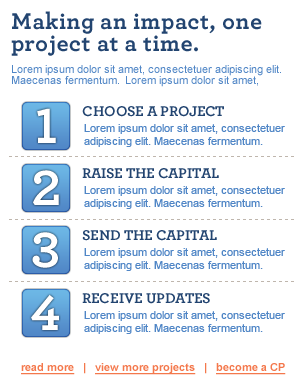 Making an impact, one
project at a time.
Lorem ipsum dolor sit amet, consectetuer adipiscing elit.
Maecenas fermentum. Lorem ipsum dolor sit amet,
1 CHOOSE A PROJECT
Lorem ipsum dolor sit amet, consectetuer
adipiscing elit. Maecenas fermentum.
2 RAISE THE CAPITAL
Lorem ipsum dolor sit amet, consectetuer
adipiscing elit. Maecenas fermentum.
3 SEND THE CAPITAL
Lorem ipsum dolor sit amet, consectetuer
adipiscing elit. Maecenas fermentum.
4 RECEIVE UPDATES
Lorem ipsum dolor sit amet, consectetuer
adipiscing elit. Maecenas fermentum.
read more | view more projects | become a CP